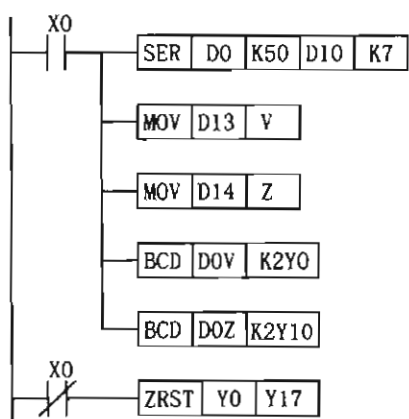 X0
SER D0 K50 D10 K7
MOV D13 V
MOV D14 Z
BCD D0V K2Y0
BCD D0Z K2Y10
X0
ZRST Y0 Y17